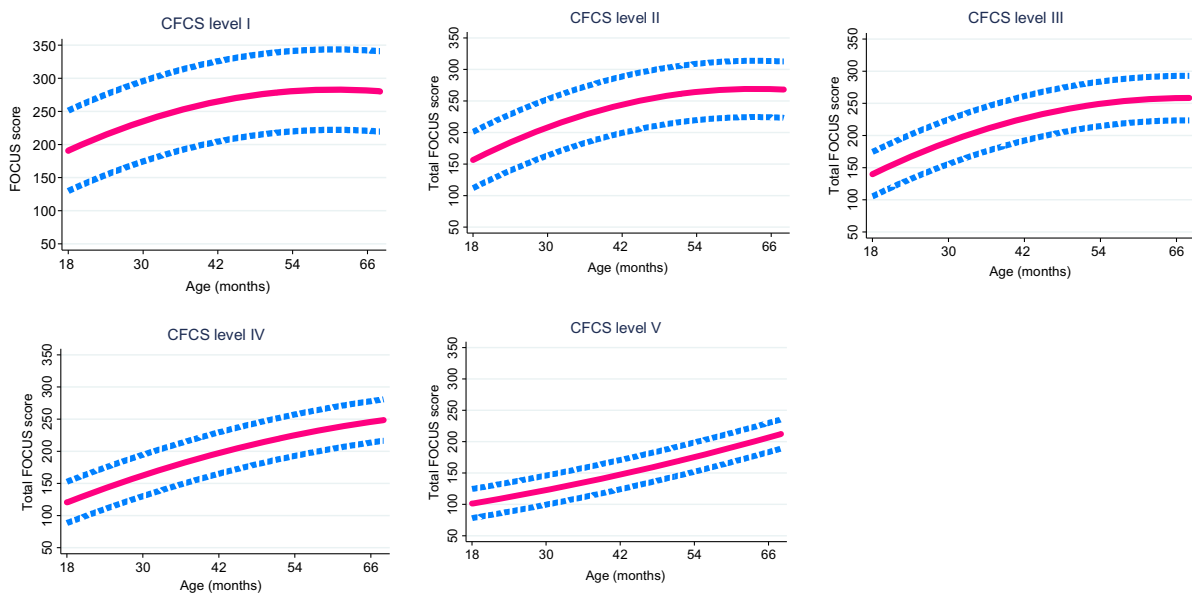 CFCS level I
FOCUS score
350
300
250
200
150
100
50
18 30 42 54 66
Age (months)
CFCS level II
Total FOCUS score
350
300
250
200
150
100
50
18 30 42 54 66
Age (months)
CFCS level III
Total FOCUS score
350
300
250
200
150
100
50
18 30 42 54 66
Age (months)
CFCS level IV
Total FOCUS score
350
300
250
200
150
100
50
18 30 42 54 66
Age (months)
CFCS level V
Total FOCUS score
350
300
250
200
150
100
50
18 30 42 54 66
Age (months)